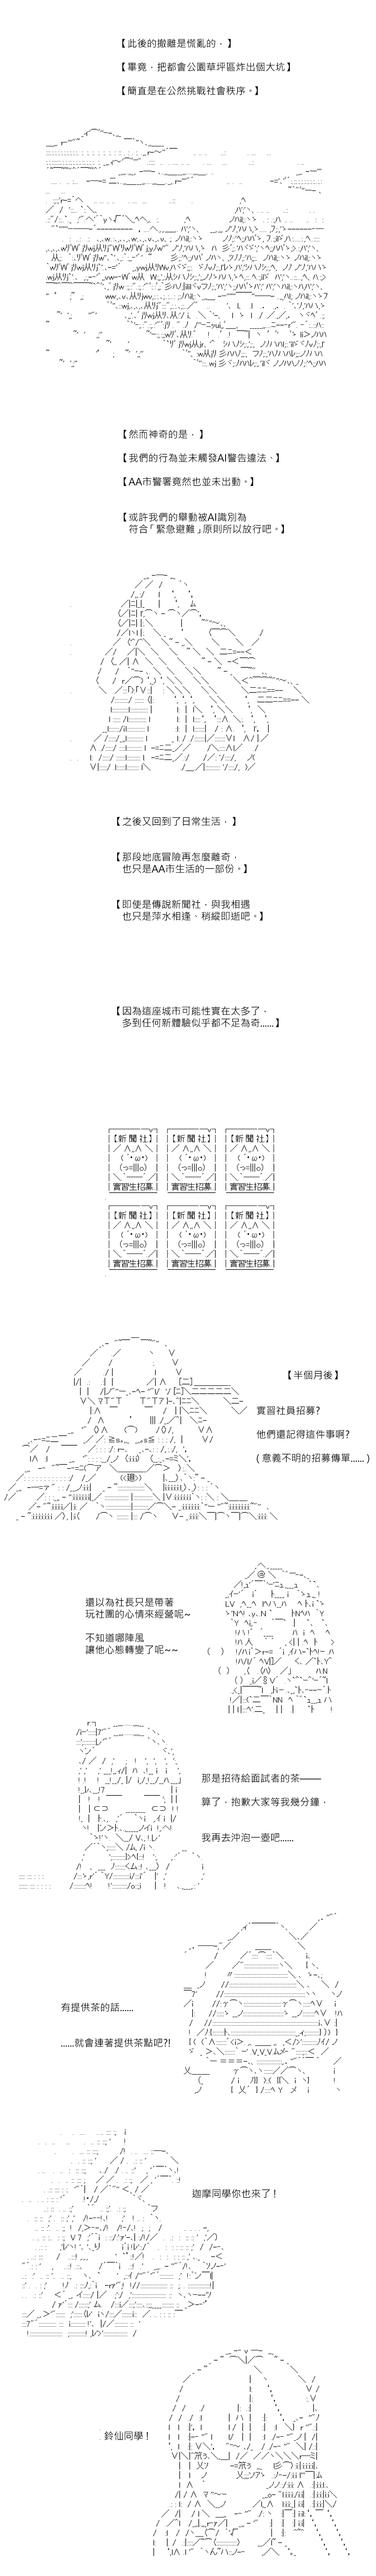 【此後的撤離是慌亂的．】
【畢竟，把都會公園草坪區炸出個大坑】
【簡直是在公然挑戰社會秩序。】
【然而神奇的是．】
【我們的行為並未觸發AI警告違法、】
【AA市警署竟然也並未出動。】
【或許我們的舉動被AI識別為
符合「緊急避難」原則所以放行吧。】
【之後又回到了日常生活．】
【那段地底冒險再怎麼離奇，
也只是AA市生活的一部份。】
【即使是傳說新聞社，與我相遇
也只是萍水相逢、稍縱即逝吧。】
【因為這座城市可能性實在太多了．
多到任何新體驗似乎都不足為奇......】
【新聞社】 【新聞社】 【新聞社】
實習生招募 實習生招募 實習生招募
【新聞社】 【新聞社】 【新聞社】
實習生招募 實習生招募 實習生招募
【半個月後】
實習社員招募?
他們還記得這件事啊?
(意義不明的招募傳單......)
還以為社長只是帶著
玩社團的心情來經營呢~
不知道哪陣風
讓他心態轉變了呢~~
那是招待給面試者的茶——
算了，抱歉大家等我幾分鐘，
我再去沖泡一壺吧......
有提供茶的話......
......就會連著提供茶點吧?!
迦摩同學你也來了！
鈴仙同學！